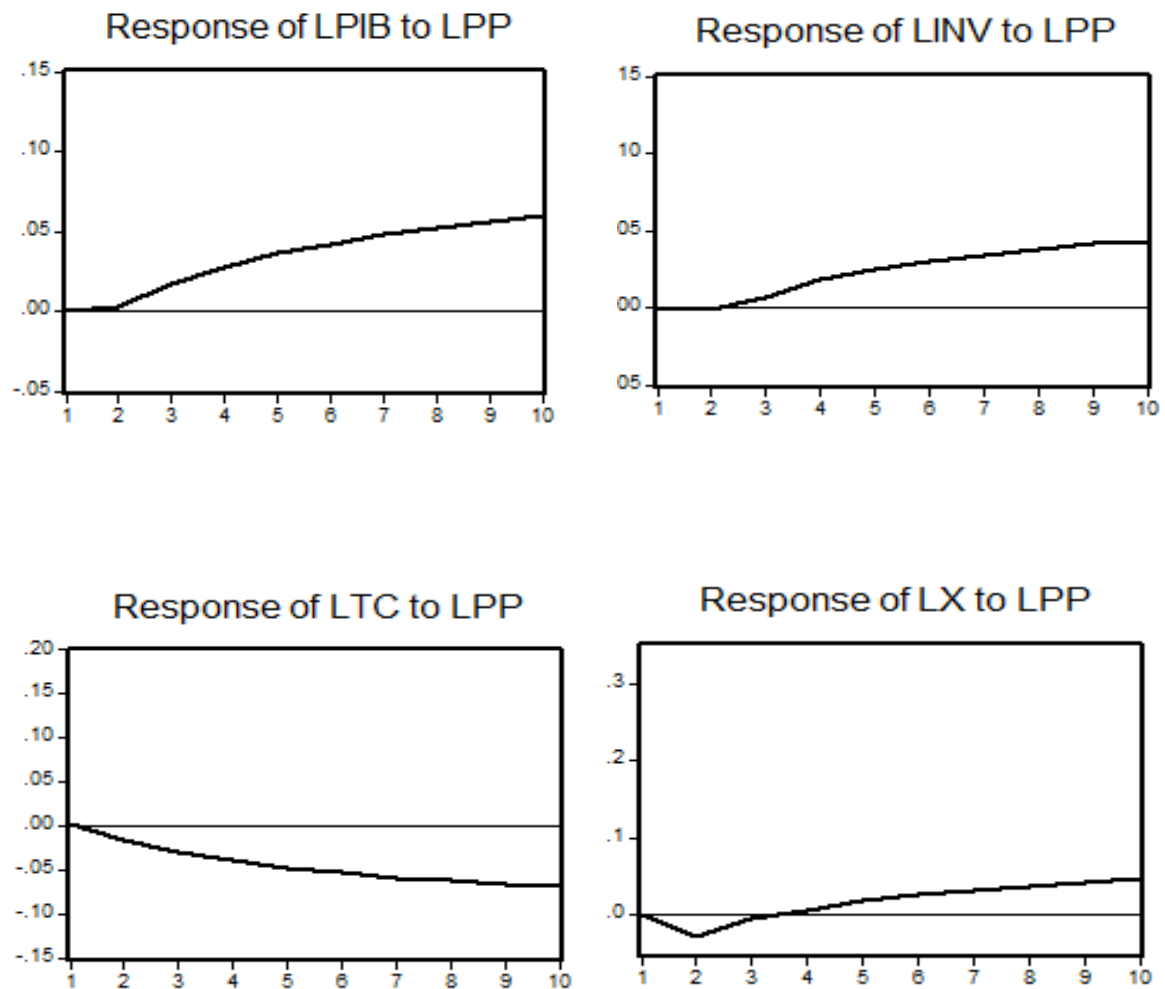 Response of LPIB to LPP
.15
.10
.05
.00
-.05
1 2 3 4 5 6 7 8 9 10
Response of LINV to LPP
15
10
05
00
05
1 2 3 4 5 6 7 8 9 10
Response of LTC to LPP
.20
.15
.10
.05
.00
-.05
-.10
-.15
1 2 3 4 5 6 7 8 9 10
Response of LX to LPP
.3
.2
.1
.0
1 2 3 4 5 6 7 8 9 10